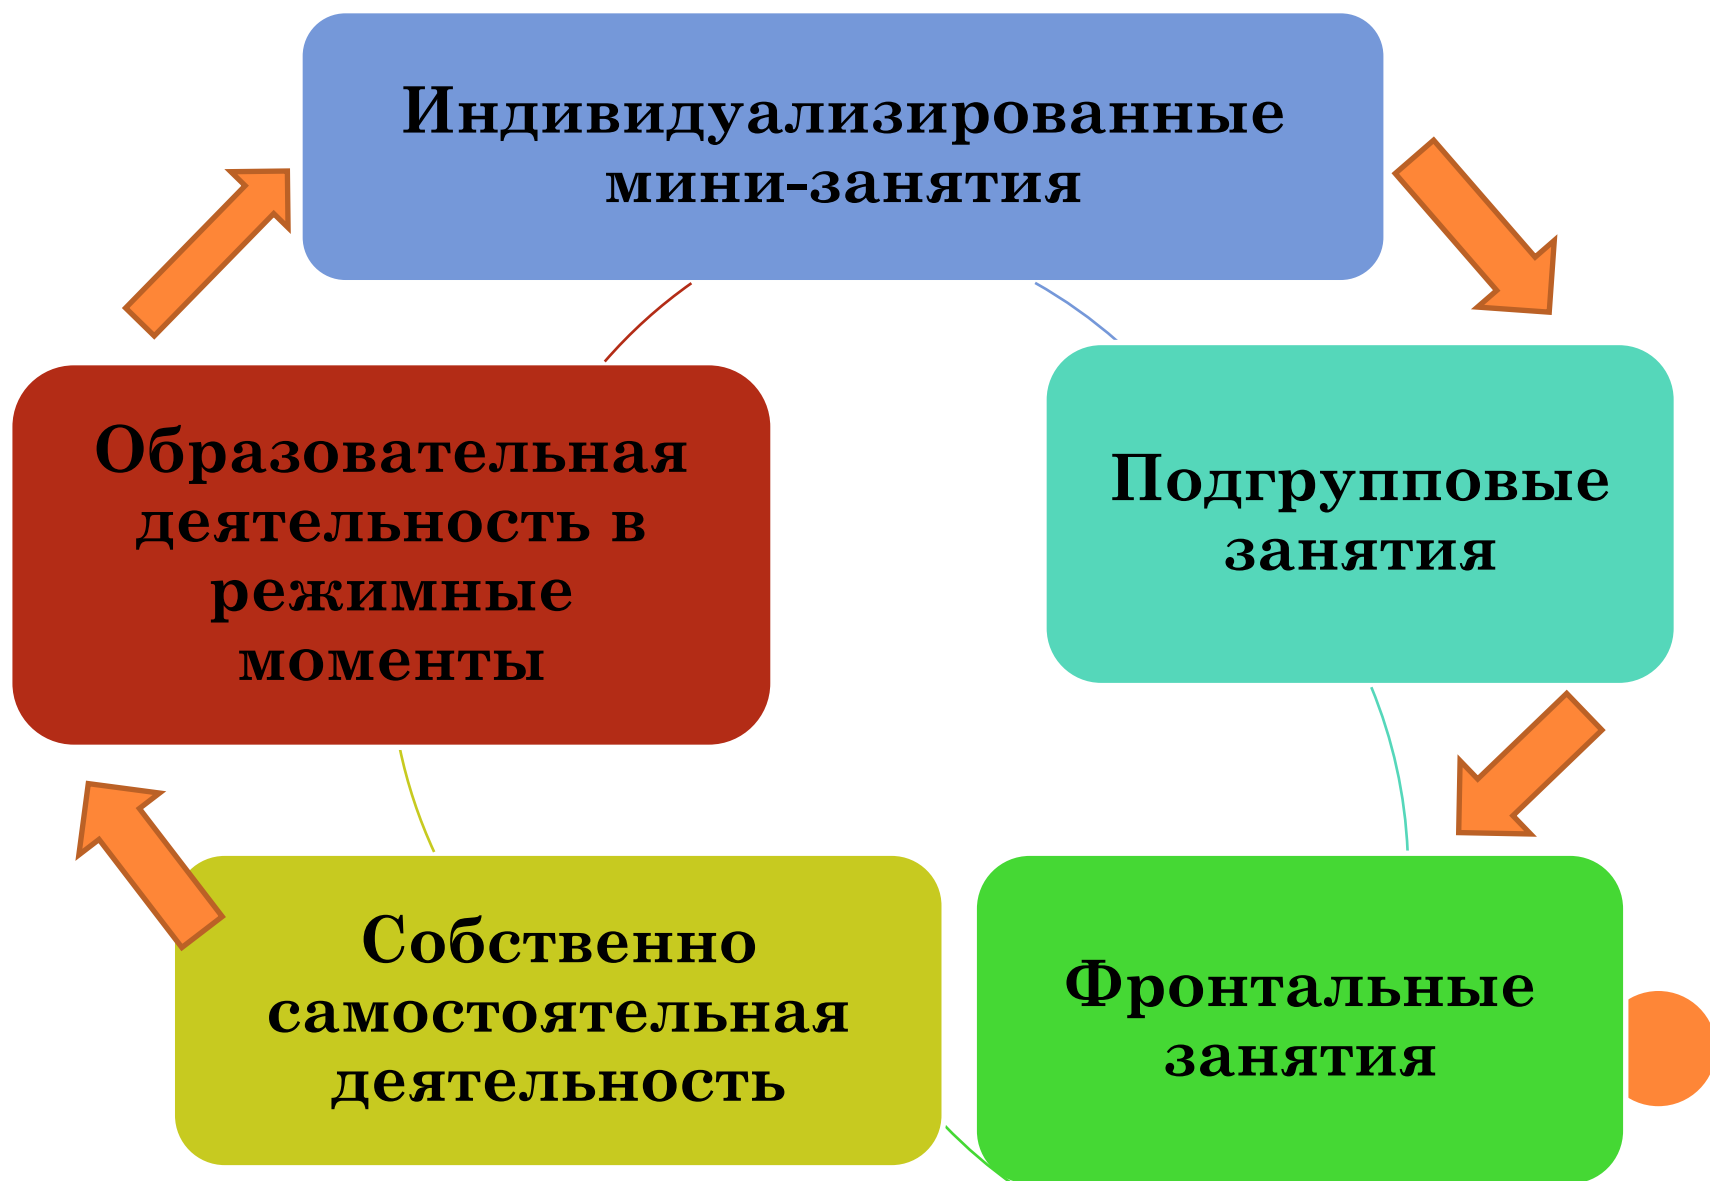 Индивидуализированные
мини-занятия
Образовательная
деятельность в
режимные
моменты
Подгрупповые
занятия
Собственно
самостоятельная
деятельность
Фронтальные
занятия